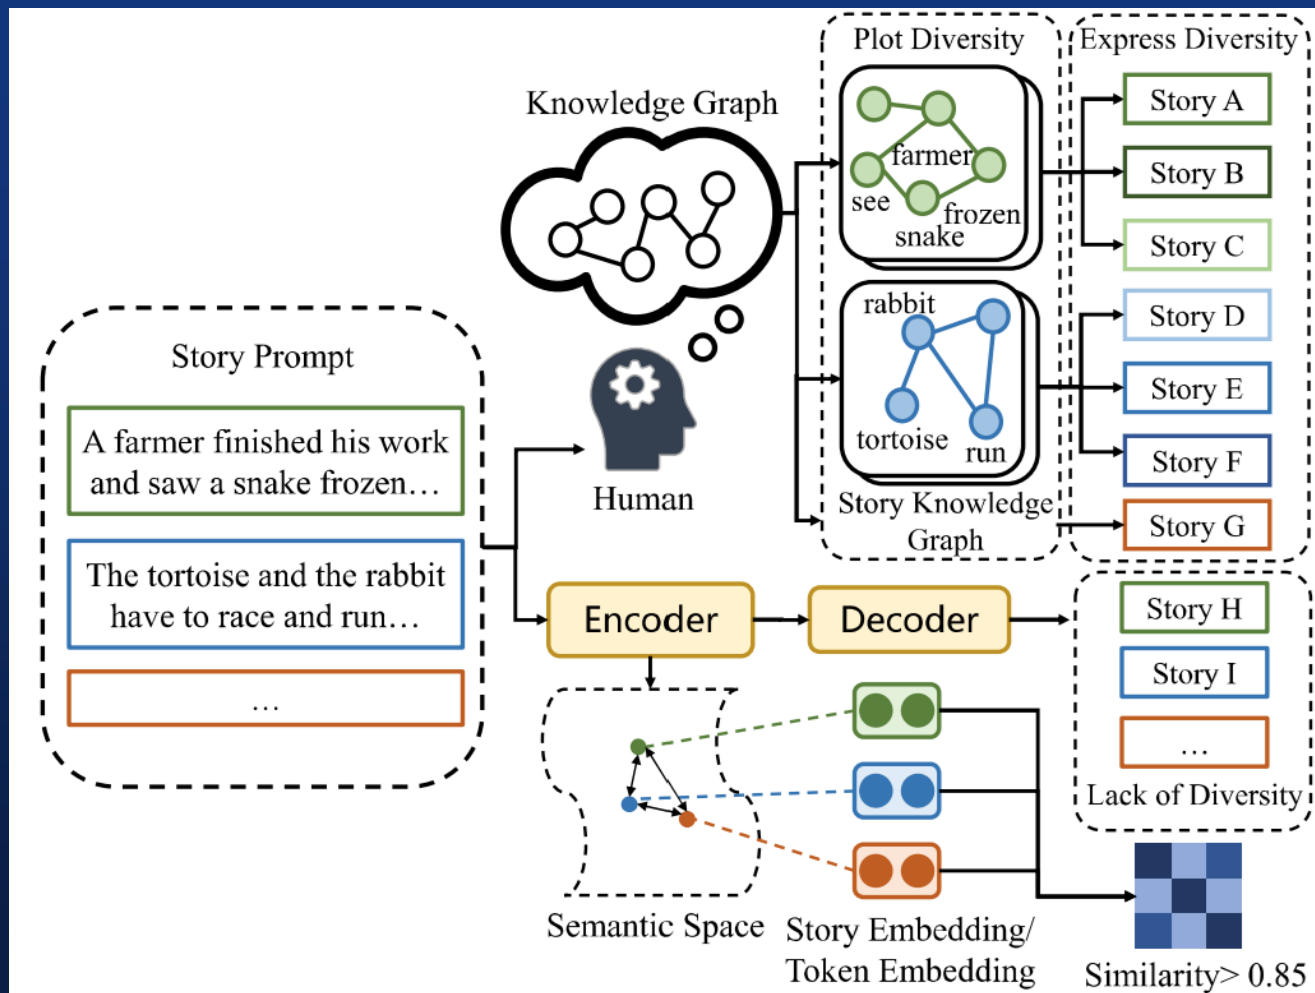 Story Prompt
A farmer finished his work
and saw a snake frozen…
The tortoise and the rabbit
have to race and run…
…
Knowledge Graph
Human
Plot Diversity
farmer
see
frozen
snake
rabbit
tortoise
run
Story Knowledge
Graph
Express Diversity
Story A
Story B
Story C
Story D
Story E
Story F
Story G
Encoder
Decoder
Story H
Story I
…
Lack of Diversity
Semantic Space
Story Embedding/
Token Embedding
Similarity> 0.85